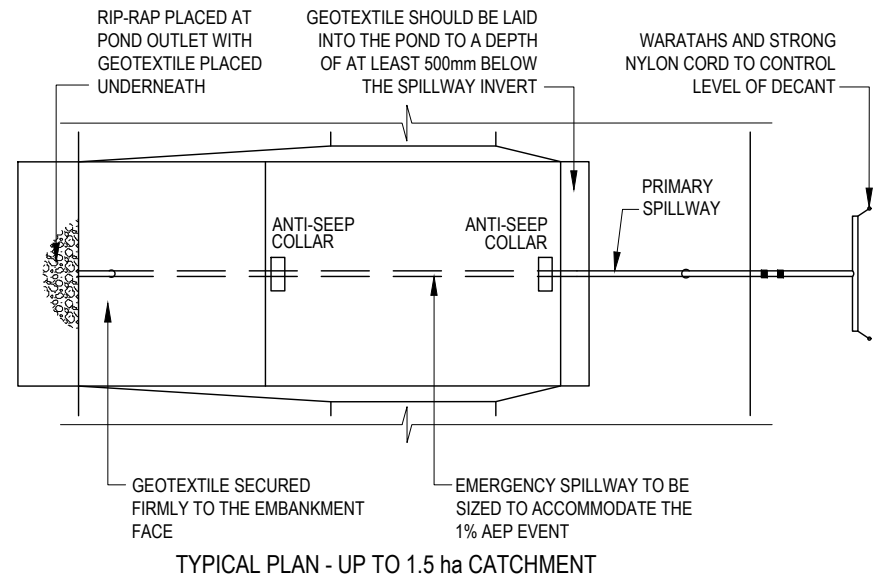 RIP-RAP PLACED AT
POND OUTLET WITH
GEOTEXTILE PLACED
UNDERNEATH
GEOTEXTILE SHOULD BE LAID
INTO THE POND TO A DEPTH
OF AT LEAST 500mm BELOW
THE SPILLWAY INVERT
WARATAHS AND STRONG
NYLON CORD TO CONTROL
LEVEL OF DECANT
PRIMARY
SPILLWAY
ANTI-SEEP
COLLAR
ANTI-SEEP
COLLAR
GEOTEXTILE SECURED
FIRMLY TO THE EMBANKMENT
FACE
EMERGENCY SPILLWAY TO BE
SIZED TO ACCOMMODATE THE
1% AEP EVENT
TYPICAL PLAN - UP TO 1.5 ha CATCHMENT